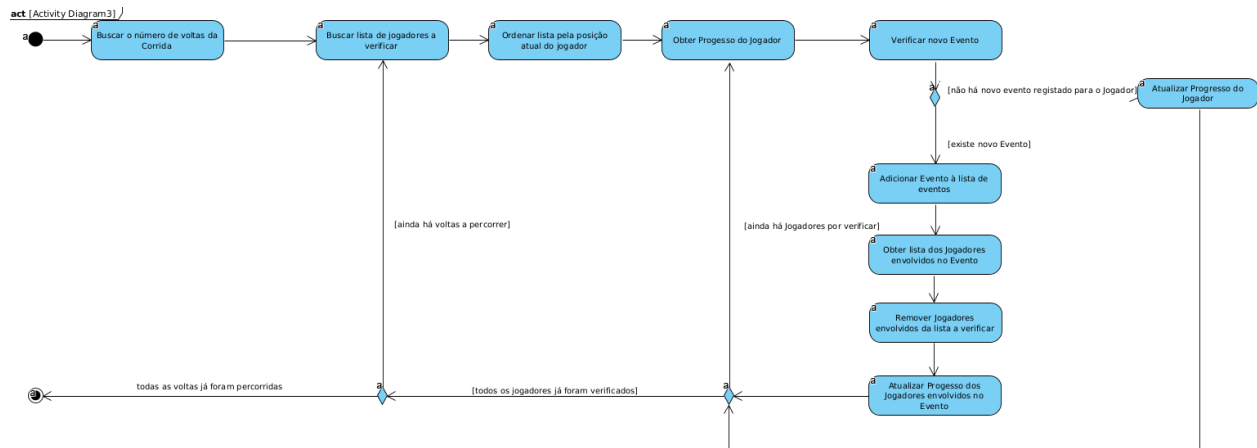 act [Activity Diagram3]
a
a
Buscar o número de voltas da
Corrida
a
Buscar lista de jogadores a
verificar
a
Ordenar lista pela posição
atual do jogador
a
Obter Progesso do Jogador
a
Verificar novo Evento
a
[não há novo evento registado para o Jogador]
a
Atualizar Progresso do
Jogador
[existe novo Evento]
a
Adicionar Evento à lista de
eventos
[ainda há voltas a percorrer]
[ainda há Jogadores por verificar]
a
Obter lista dos Jogadores
envolvidos no Evento
a
Remover Jogadores
envolvidos da lista a verificar
a
todas as voltas já foram percorridas
a
[todos os jogadores já foram verificados]
a
a
Atualizar Progesso dos
Jogadores envolvidos no
Evento